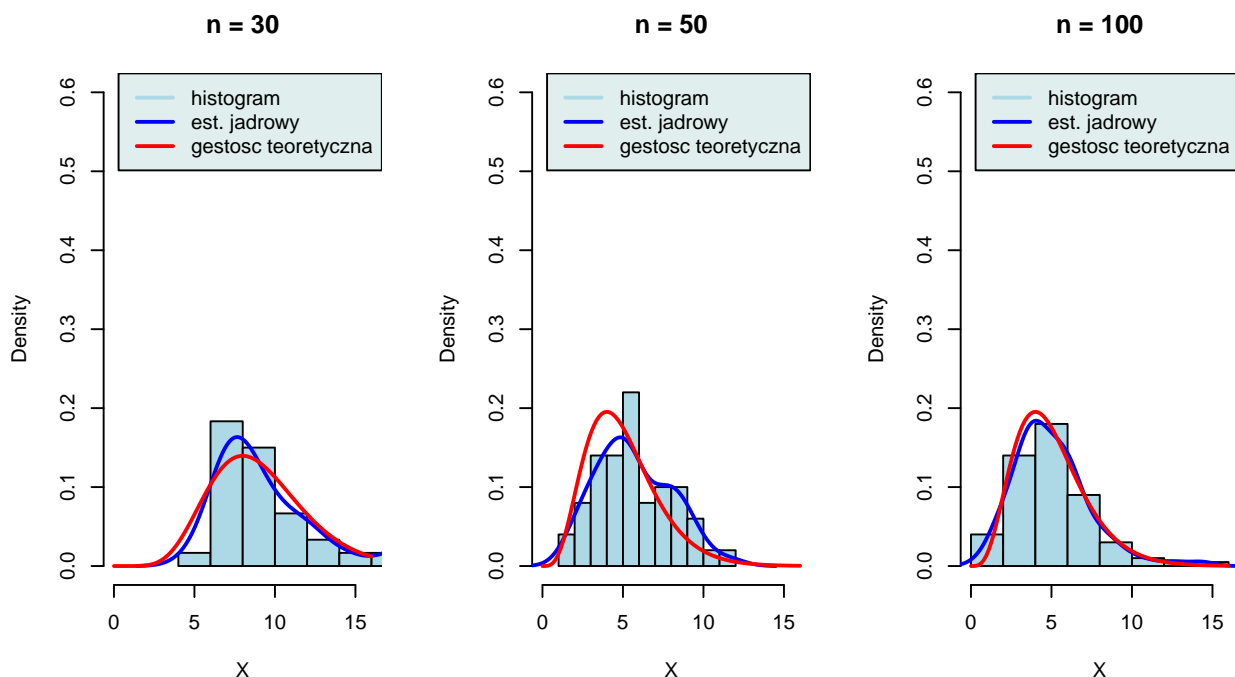 n = 30
histogram
est. jadrowy
gestosc teoretyczna
Density
0.0 0.1 0.2 0.3 0.4 0.5 0.6
0 5 10 15
X
n = 50
histogram
est. jadrowy
gestosc teoretyczna
Density
0.0 0.1 0.2 0.3 0.4 0.5 0.6
0 5 10 15
X
n = 100
histogram
est. jadrowy
gestosc teoretyczna
Density
0.0 0.1 0.2 0.3 0.4 0.5 0.6
0 5 10 15
X